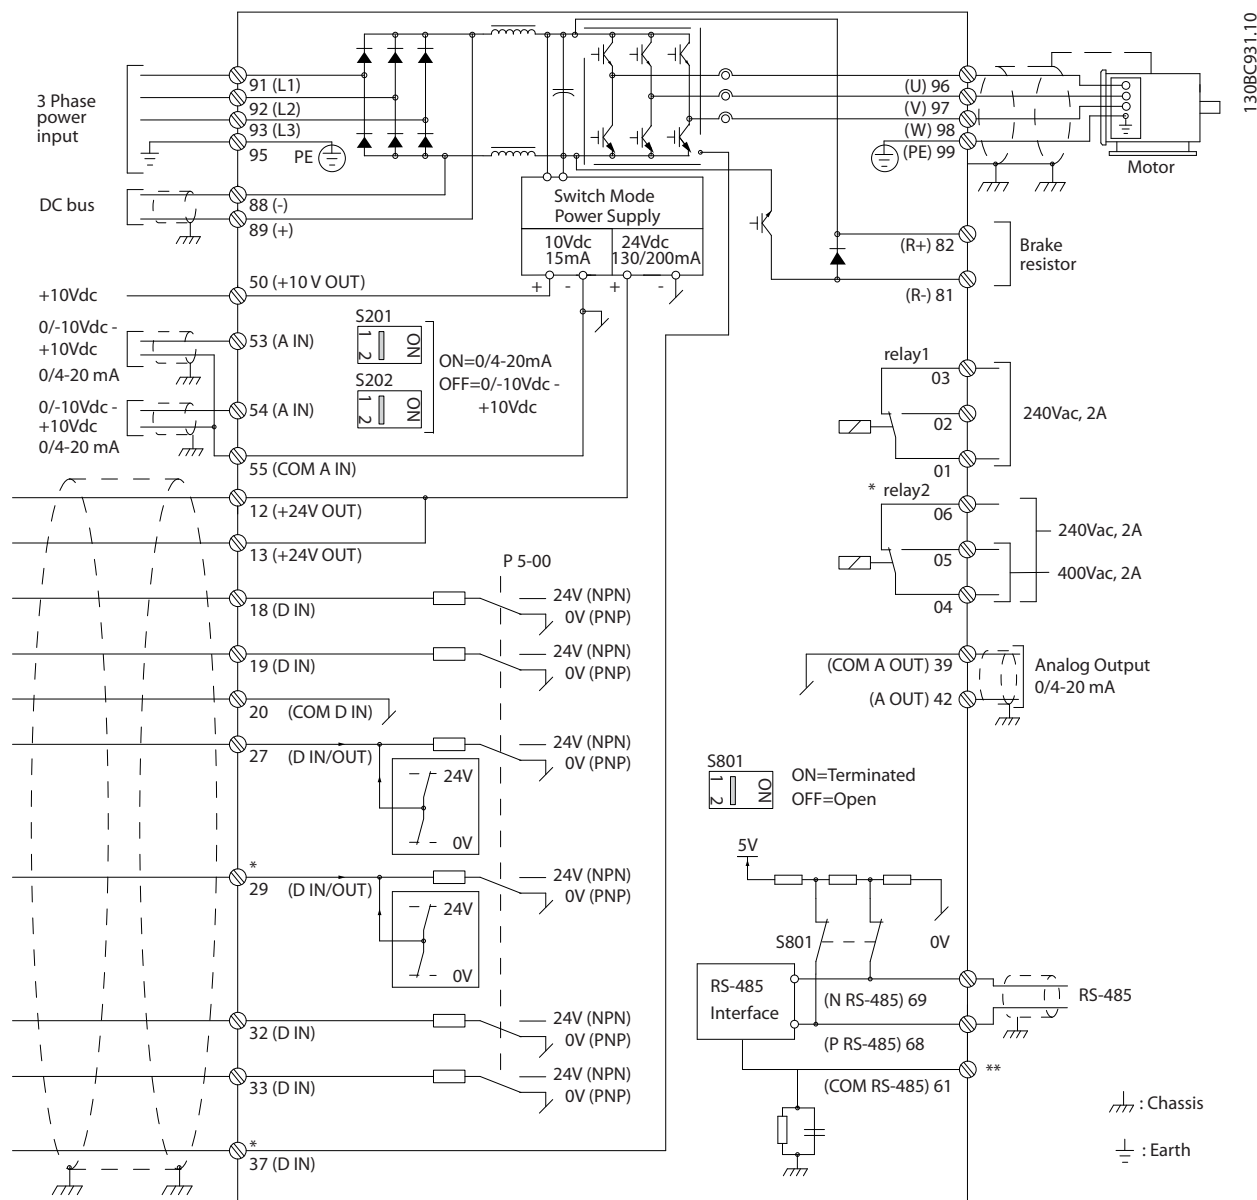 130BC931.10
3 Phase
power
input
91 (L1)
92 (L2)
93 (L3)
95
PE
DC bus
88 (-)
89 (+)
+10Vdc
50 (+10 V OUT)
0/-10Vdc -
+10Vdc
0/4-20 mA
53 (A IN)
0/-10Vdc -
+10Vdc
0/4-20 mA
54 (A IN)
55 (COM A IN)
12 (+24V OUT)
13 (+24V OUT)
18 (D IN)
19 (D IN)
20 (COM D IN)
27 (D IN/OUT)
24V
0V
*
29 (D IN/OUT)
24V
0V
32 (D IN)
33 (D IN)
*
37 (D IN)
S201
1
2
ON
S202
1
2
ON
ON=0/4-20mA
OFF=0/-10Vdc -
+10Vdc
P 5-00
24V (NPN)
0V (PNP)
24V (NPN)
0V (PNP)
24V (NPN)
0V (PNP)
24V (NPN)
0V (PNP)
24V (NPN)
0V (PNP)
24V (NPN)
0V (PNP)
Switch Mode
Power Supply
10Vdc
15mA
24Vdc
130/200mA
+ - + -
(U) 96
(V) 97
(W) 98
(PE) 99
Motor
(R+) 82
(R-) 81
Brake
resistor
relay1
03
02
01
240Vac, 2A
* relay2
06
05
04
240Vac, 2A
400Vac, 2A
(COM A OUT) 39
(A OUT) 42
Analog Output
0/4-20 mA
S801
1
2
ON
ON=Terminated
OFF=Open
5V
S801
0V
RS-485
Interface
(N RS-485) 69
(P RS-485) 68
(COM RS-485) 61
RS-485
**
: Chassis
: Earth